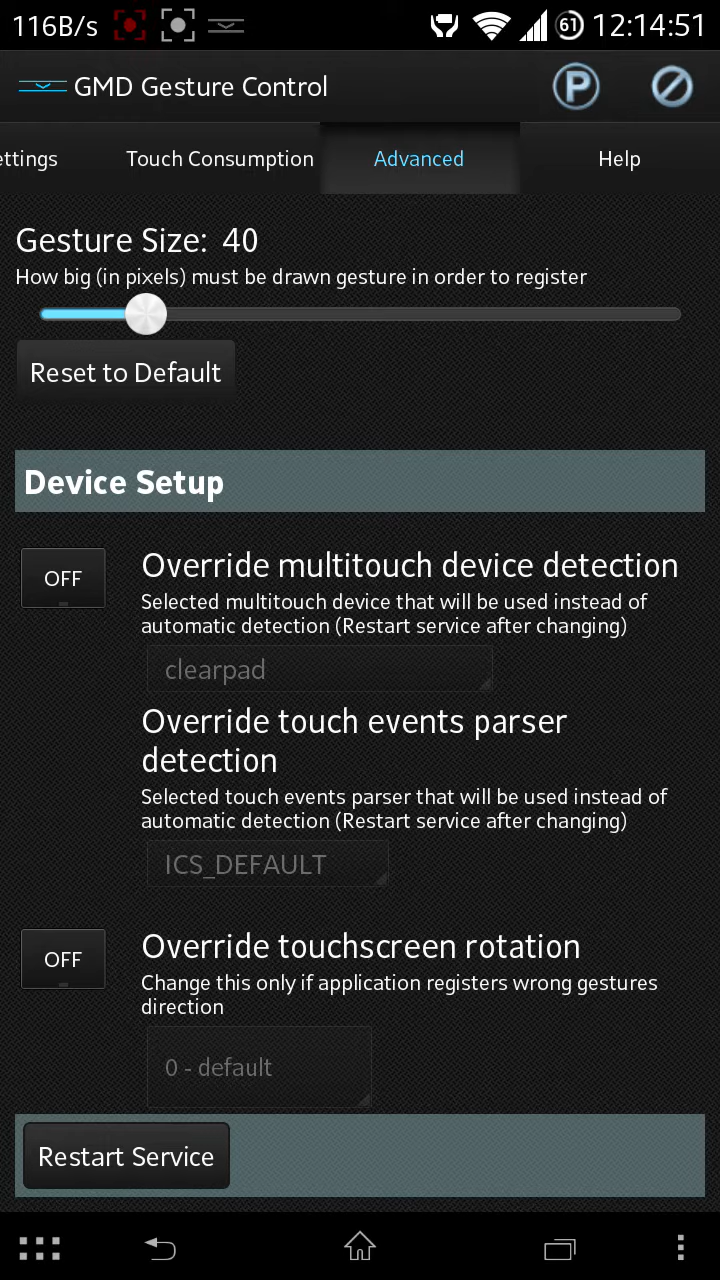 116B/s 61 12:14:51
GMD Gesture Control P
ettings Touch Consumption Advanced Help
Gesture Size: 40
How big (in pixels) must be drawn gesture in order to register
Reset to Default
Device Setup
OFF
Override multitouch device detection
Selected multitouch device that will be used instead of
automatic detection (Restart service after changing)
clearpad
Override touch events parser
detection
Selected touch events parser that will be used instead of
automatic detection (Restart service after changing)
ICS_DEFAULT
OFF
Override touchscreen rotation
Change this only if application registers wrong gestures
direction
0 - default
Restart Service